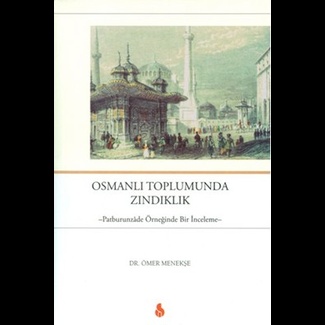 OSMANLI TOPLUMUNDA
ZINDIKLIK
–Patburunzâde Örneğinde Bir İnceleme–
DR. ÖMER MENEKŞE